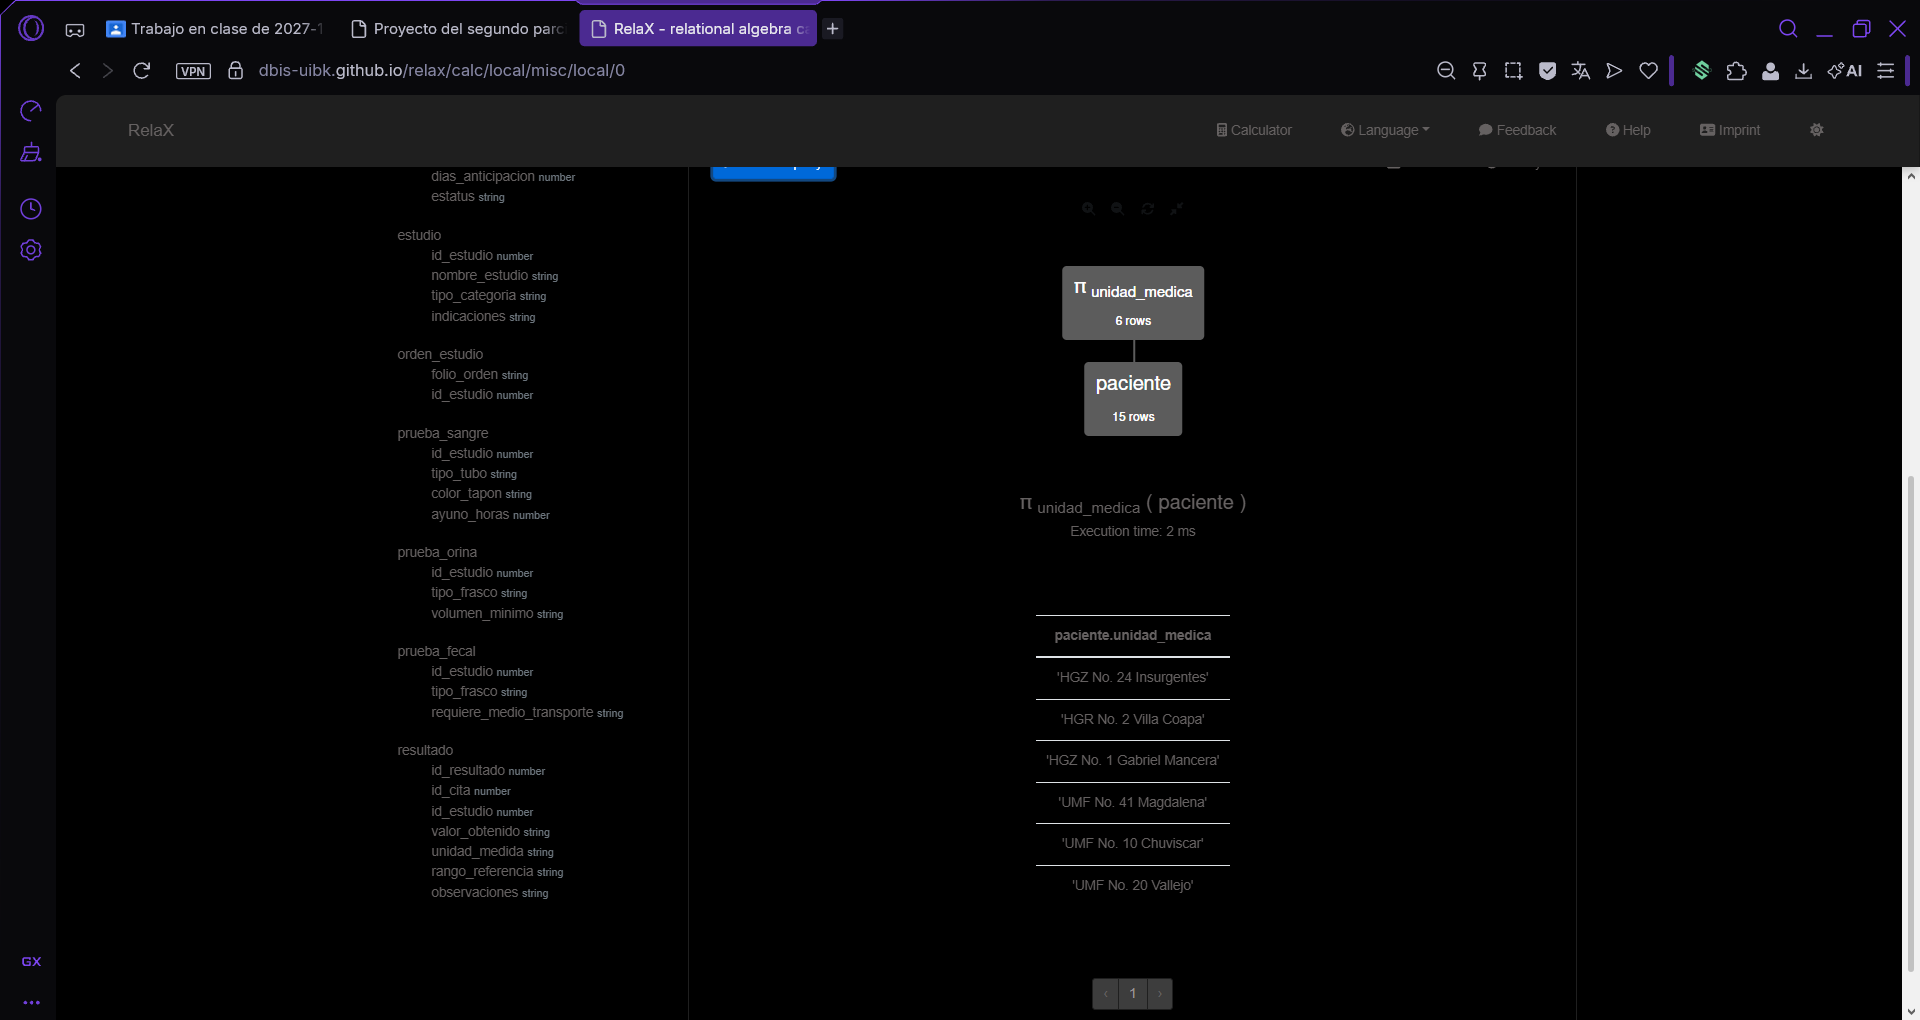 Trabajo en clase de 2027-1
Proyecto del segundo parc
RelaX - relational algebra c
VPN
dbis-uibk.github.io/relax/calc/local/misc/local/0
AI
RelaX
Calculator
Language
Feedback
Help
Imprint
dias_anticipacion number
estatus string
estudio
id_estudio number
nombre_estudio string
tipo_categoria string
indicaciones string
orden_estudio
folio_orden string
id_estudio number
prueba_sangre
id_estudio number
tipo_tubo string
color_tapon string
ayuno_horas number
prueba_orina
id_estudio number
tipo_frasco string
volumen_minimo string
prueba_fecal
id_estudio number
tipo_frasco string
requiere_medio_transporte string
resultado
id_resultado number
id_cita number
id_estudio number
valor_obtenido string
unidad_medida string
rango_referencia string
observaciones string
π unidad_medica
6 rows
paciente
15 rows
π unidad_medica ( paciente )
Execution time: 2 ms
paciente.unidad_medica
'HGZ No. 24 Insurgentes'
'HGR No. 2 Villa Coapa'
'HGZ No. 1 Gabriel Mancera'
'UMF No. 41 Magdalena'
'UMF No. 10 Chuviscar'
'UMF No. 20 Vallejo'
‹ 1 ›
GX